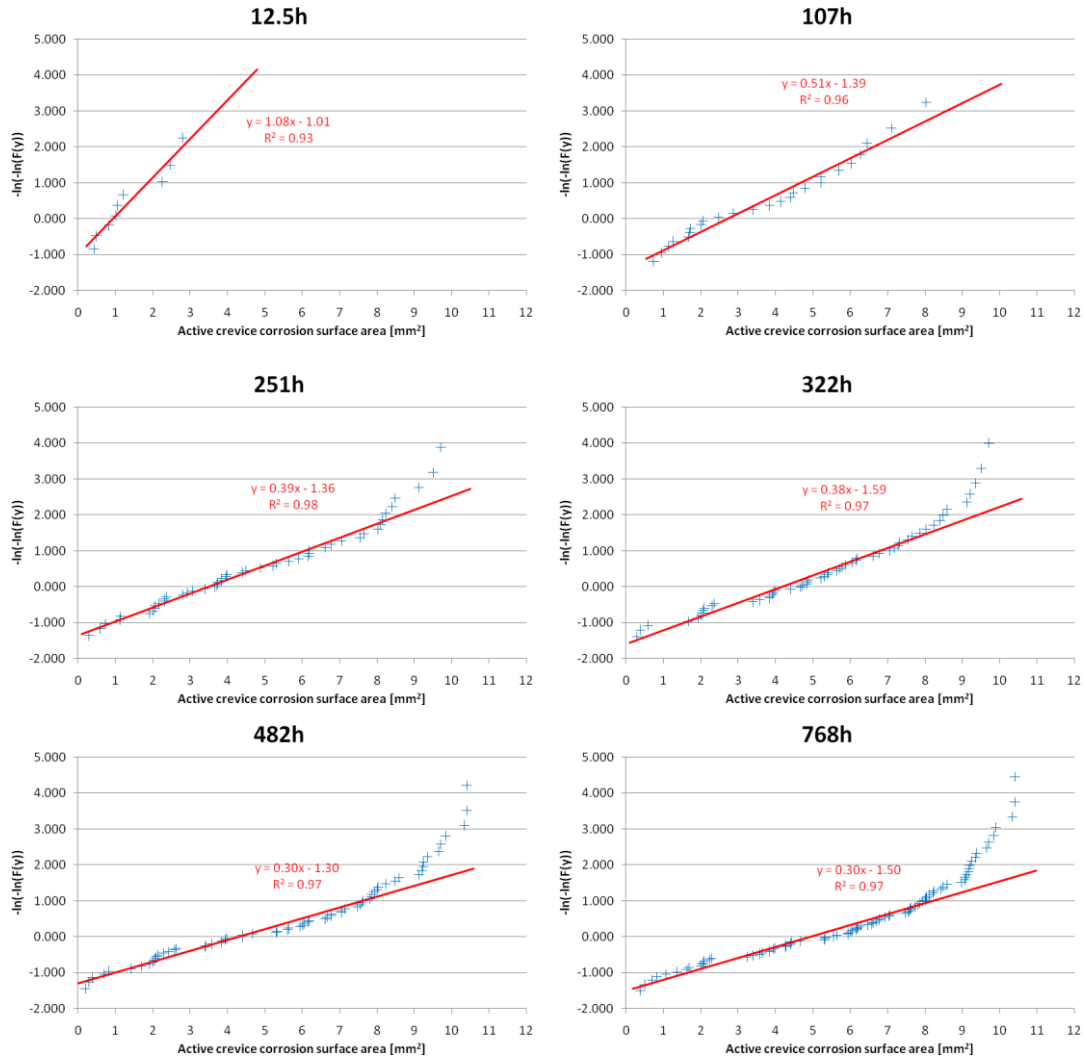 12.5h
5.000
4.000
3.000
2.000
1.000
0.000
-1.000
-2.000
-ln(-ln(F(y))
y = 1.08x - 1.01
R² = 0.93
0 1 2 3 4 5 6 7 8 9 10 11 12
Active crevice corrosion surface area [mm²]
107h
5.000
4.000
3.000
2.000
1.000
0.000
-1.000
-2.000
-ln(-ln(F(y))
y = 0.51x - 1.39
R² = 0.96
0 1 2 3 4 5 6 7 8 9 10 11 12
Active crevice corrosion surface area [mm²]
251h
5.000
4.000
3.000
2.000
1.000
0.000
-1.000
-2.000
-ln(-ln(F(y))
y = 0.39x - 1.36
R² = 0.98
0 1 2 3 4 5 6 7 8 9 10 11 12
Active crevice corrosion surface area [mm²]
322h
5.000
4.000
3.000
2.000
1.000
0.000
-1.000
-2.000
-ln(-ln(F(y))
y = 0.38x - 1.59
R² = 0.97
0 1 2 3 4 5 6 7 8 9 10 11 12
Active crevice corrosion surface area [mm²]
482h
5.000
4.000
3.000
2.000
1.000
0.000
-1.000
-2.000
-ln(-ln(F(y))
y = 0.30x - 1.30
R² = 0.97
0 1 2 3 4 5 6 7 8 9 10 11 12
Active crevice corrosion surface area [mm²]
768h
5.000
4.000
3.000
2.000
1.000
0.000
-1.000
-2.000
-ln(-ln(F(y))
y = 0.30x - 1.50
R² = 0.97
0 1 2 3 4 5 6 7 8 9 10 11 12
Active crevice corrosion surface area [mm²]